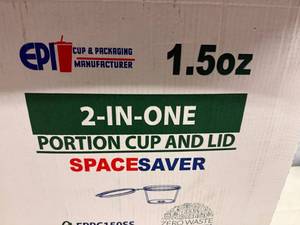 EPI CUP & PACKAGING
MANUFACTURER
1.5oz
2-IN-ONE
PORTION CUP AND LID
SPACESAVER
ZERO WASTE